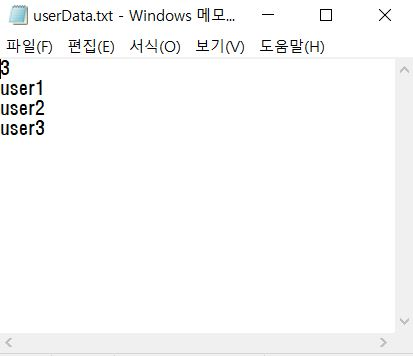 userData.txt - Windows 메모...
파일(F) 편집(E) 서식(O) 보기(V) 도움말(H)
3
user1
user2
user3